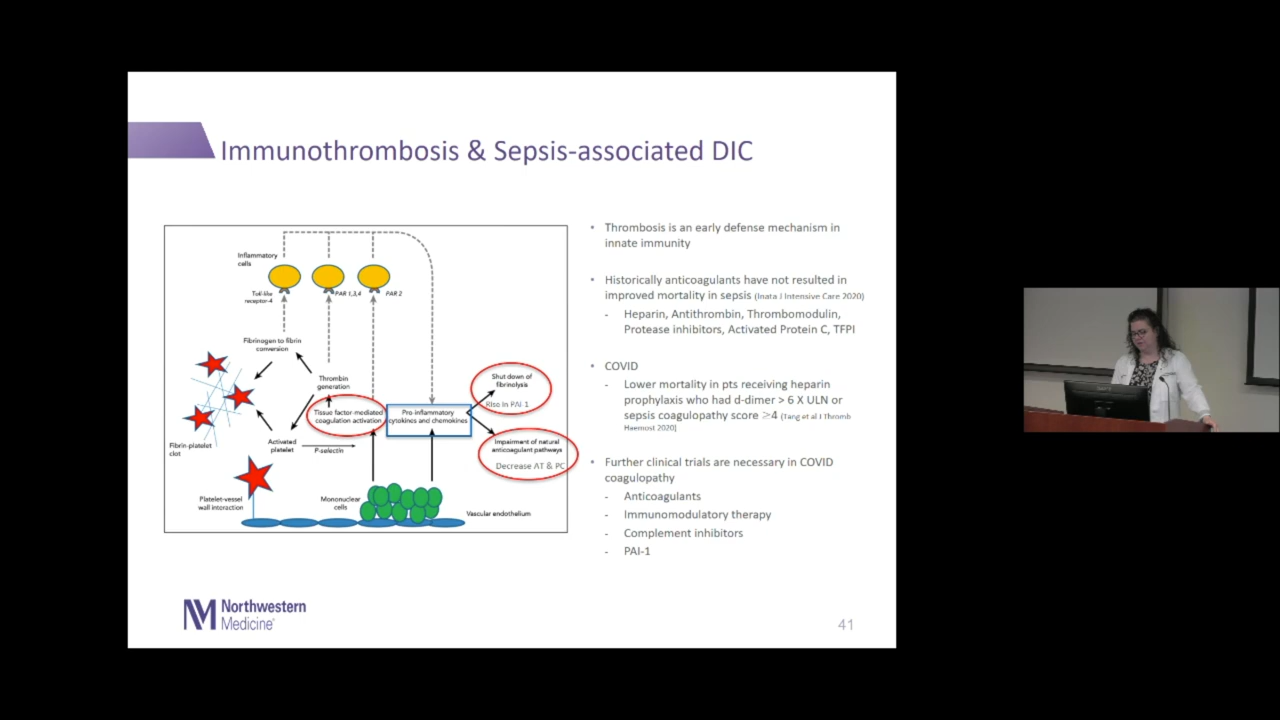 Immunothrombosis & Sepsis-associated DIC
Inflammatory
cells
Toll-like
receptor-4
PAR 1,3,4
PAR 2
Fibrinogen to fibrin
conversion
Thrombin
generation
Tissue factor-mediated
coagulation activation
Pro-inflammatory
cytokines and chemokines
Shut down of
fibrinolysis
Rise in PAI-1
Impairment of natural
anticoagulant pathways
Decrease AT & PC
Activated
platelet
P-selectin
Fibrin-platelet
clot
Platelet-vessel
wall interaction
Mononuclear
cells
Vascular endothelium
• Thrombosis is an early defense mechanism in
innate immunity
• Historically anticoagulants have not resulted in
improved mortality in sepsis (Inata J Intensive Care 2020)
- Heparin, Antithrombin, Thrombomodulin,
Protease inhibitors, Activated Protein C, TFPI
• COVID
- Lower mortality in pts receiving heparin
prophylaxis who had d-dimer > 6 X ULN or
sepsis coagulopathy score ≥4 (Tang et al J Thromb
Haemost 2020)
• Further clinical trials are necessary in COVID
coagulopathy
- Anticoagulants
- Immunomodulatory therapy
- Complement inhibitors
- PAI-1
NM Northwestern
Medicine®
41